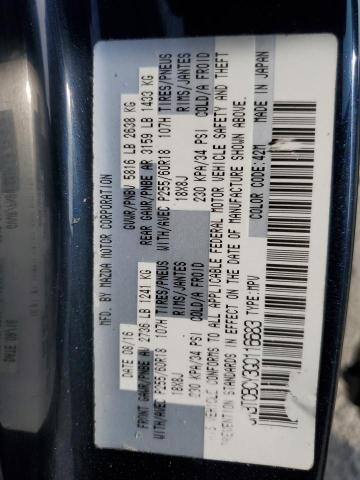 MFD. BY MAZDA MOTOR CORPORATION
DATE 08/16 GVWR/PNBV 5816 LB 2638 KG
FRONT GAWR/PNBE AV 2736 LB 1241 KG REAR GAWR/PNBE AR 3159 LB 1433 KG
WITH/AVEC P255/60R18 107H TIRES/PNEUS WITH/AVEC P255/60R18 107H TIRES/PNEUS
18X8J RIMS/JANTES 18X8J RIMS/JANTES
230 KPA/34 PSI COLD/A FROID 230 KPA/34 PSI COLD/A FROID
VEHICLE CONFORMS TO ALL APPLICABLE FEDERAL MOTOR VEHICLE SAFETY AND THEFT
PREVENTION STANDARDS IN EFFECT ON THE DATE OF MANUFACTURE SHOWN ABOVE.
TYPE:MPV COLOR CODE:42M MADE IN JAPAN